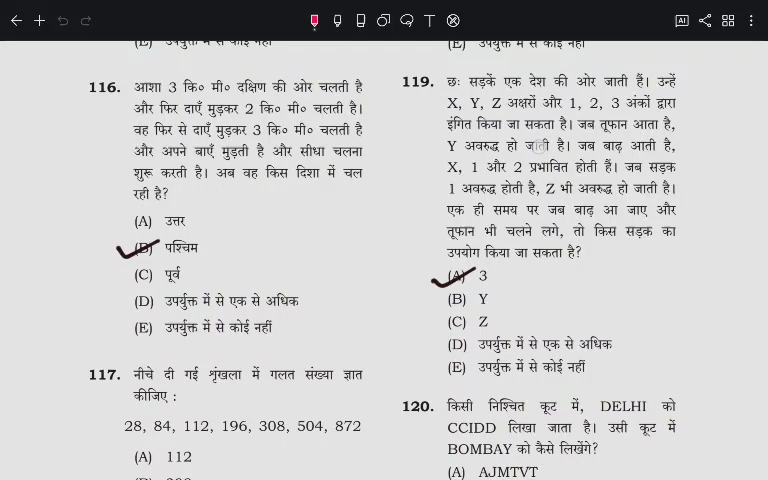 AI
(E) उपर्युक्त में से कोई नहीं
116. आशा 3 कि० मी० दक्षिण की ओर चलती है
और फिर दाएँ मुड़कर 2 कि० मी० चलती है।
वह फिर से दाएँ मुड़कर 3 कि० मी० चलती है
और अपने बाएँ मुड़ती है और सीधा चलना
शुरू करती है। अब वह किस दिशा में चल
रही है?
(A) उत्तर
(B) पश्चिम
(C) पूर्व
(D) उपर्युक्त में से एक से अधिक
(E) उपर्युक्त में से कोई नहीं
117. नीचे दी गई शृंखला में गलत संख्या ज्ञात
कीजिए :
28, 84, 112, 196, 308, 504, 872
(A) 112
(E) उपर्युक्त में से कोई नहीं
119. छः सड़कें एक देश की ओर जाती हैं। उन्हें
X, Y, Z अक्षरों और 1, 2, 3 अंकों द्वारा
इंगित किया जा सकता है। जब तूफान आता है,
Y अवरुद्ध हो जाती है। जब बाढ़ आती है,
X, 1 और 2 प्रभावित होती हैं। जब सड़क
1 अवरुद्ध होती है, Z भी अवरुद्ध हो जाती है।
एक ही समय पर जब बाढ़ आ जाए और
तूफान भी चलने लगे, तो किस सड़क का
उपयोग किया जा सकता है?
(A) 3
(B) Y
(C) Z
(D) उपर्युक्त में से एक से अधिक
(E) उपर्युक्त में से कोई नहीं
120. किसी निश्चित कूट में, DELHI को
CCIDD लिखा जाता है। उसी कूट में
BOMBAY को कैसे लिखेंगे?
(A) AJMTVT